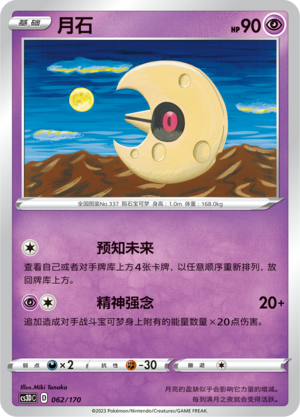 基础 月石 HP 90
全国图鉴No.337 陨石宝可梦 身高：1.0m 体重：168.0kg
预知未来
查看自己或者对手牌库上方4张卡牌，以任意顺序重新排列，放回牌库上方。
精神强念 20+
追加造成对手战斗宝可梦身上附有的能量数量×20点伤害。
弱点 ×2 抗性 -30 撤退
Illus.Miki Tanaka
CS3DC D 062/170
月亮的盈缺似乎会影响它力量的增减。
每到满月之夜就会变得活跃。
©2023 Pokémon/Nintendo/Creatures/GAME FREAK.